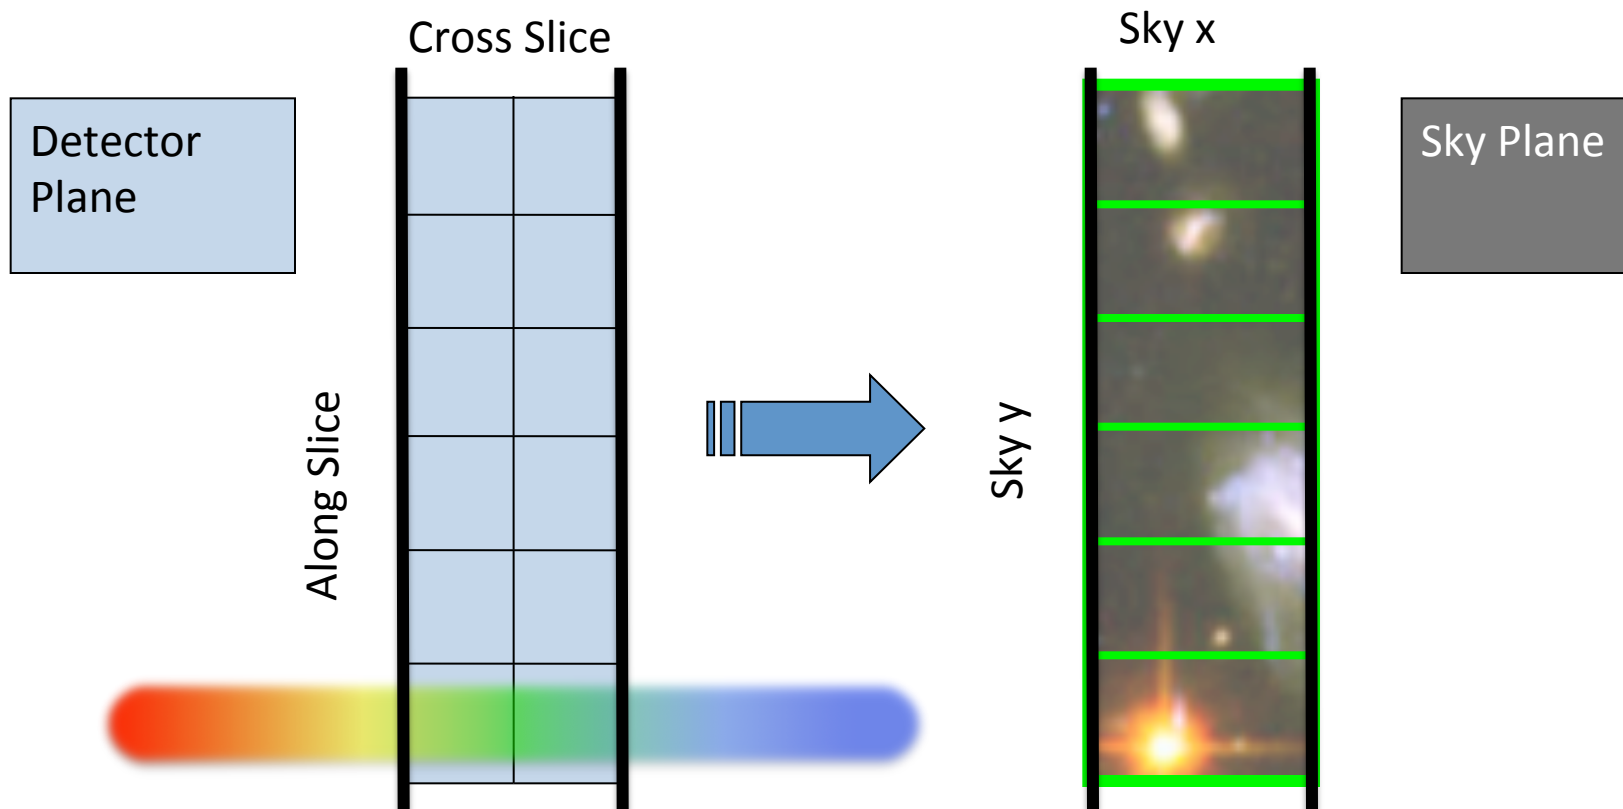 Cross Slice
Sky x
Detector
Plane
Sky Plane
Along Slice
Sky y